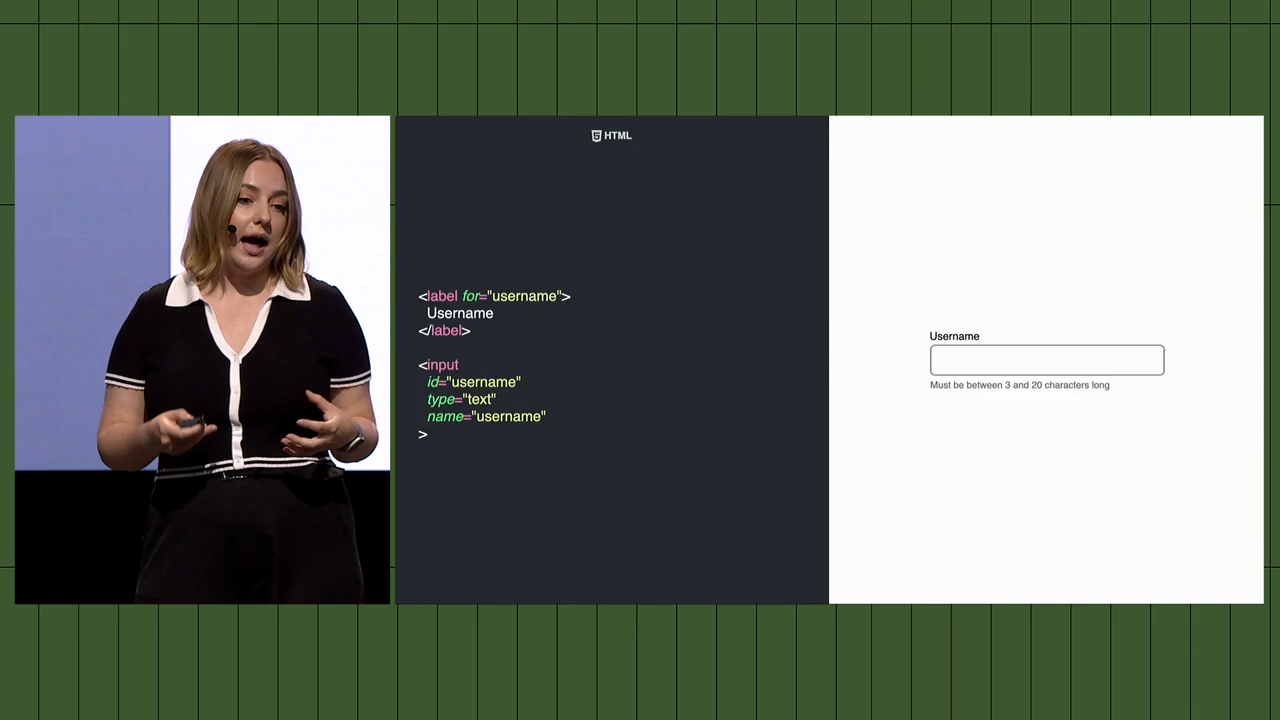 HTML
<label for="username">
Username
</label>
<input
id="username"
type="text"
name="username"
>
Username
Must be between 3 and 20 characters long